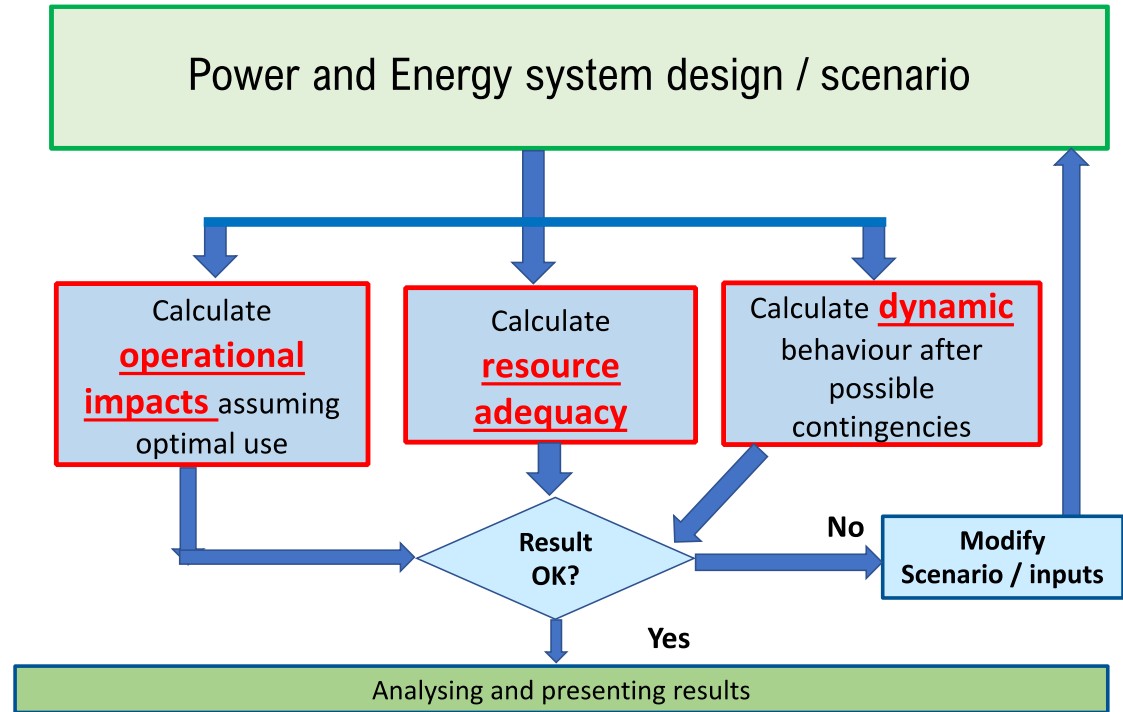 Power and Energy system design / scenario
Calculate
operational
impacts assuming
optimal use
Calculate
resource
adequacy
Calculate dynamic
behaviour after
possible
contingencies
Result
OK?
No
Modify
Scenario / inputs
Yes
Analysing and presenting results